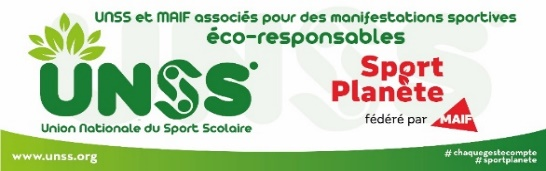 UNSS et MAIF associés pour des manifestations sportives
éco-responsables
UNSS
Union Nationale du Sport Scolaire
Sport
Planète
fédéré par MAIF
www.unss.org
#chaquegestecompte
#sportplanete